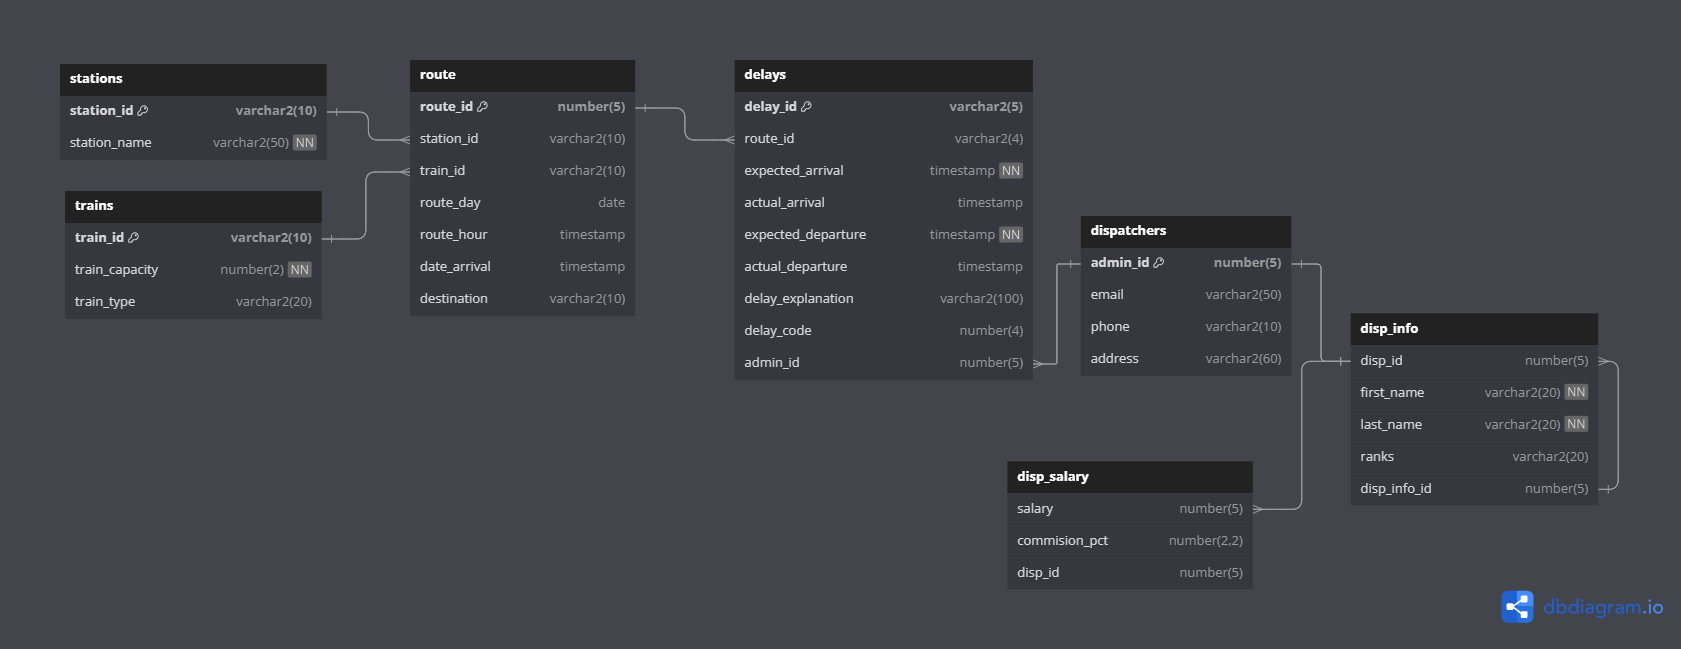 stations
station_id varchar2(10)
station_name varchar2(50) NN
trains
train_id varchar2(10)
train_capacity number(2) NN
train_type varchar2(20)
route
route_id number(5)
station_id varchar2(10)
train_id varchar2(10)
route_day date
route_hour timestamp
date_arrival timestamp
destination varchar2(10)
delays
delay_id varchar2(5)
route_id varchar2(4)
expected_arrival timestamp NN
actual_arrival timestamp
expected_departure timestamp NN
actual_departure timestamp
delay_explanation varchar2(100)
delay_code number(4)
admin_id number(5)
dispatchers
admin_id number(5)
email varchar2(50)
phone varchar2(10)
address varchar2(60)
disp_info
disp_id number(5)
first_name varchar2(20) NN
last_name varchar2(20) NN
ranks varchar2(20)
disp_info_id number(5)
disp_salary
salary number(5)
commision_pct number(2,2)
disp_id number(5)
dbdiagram.io